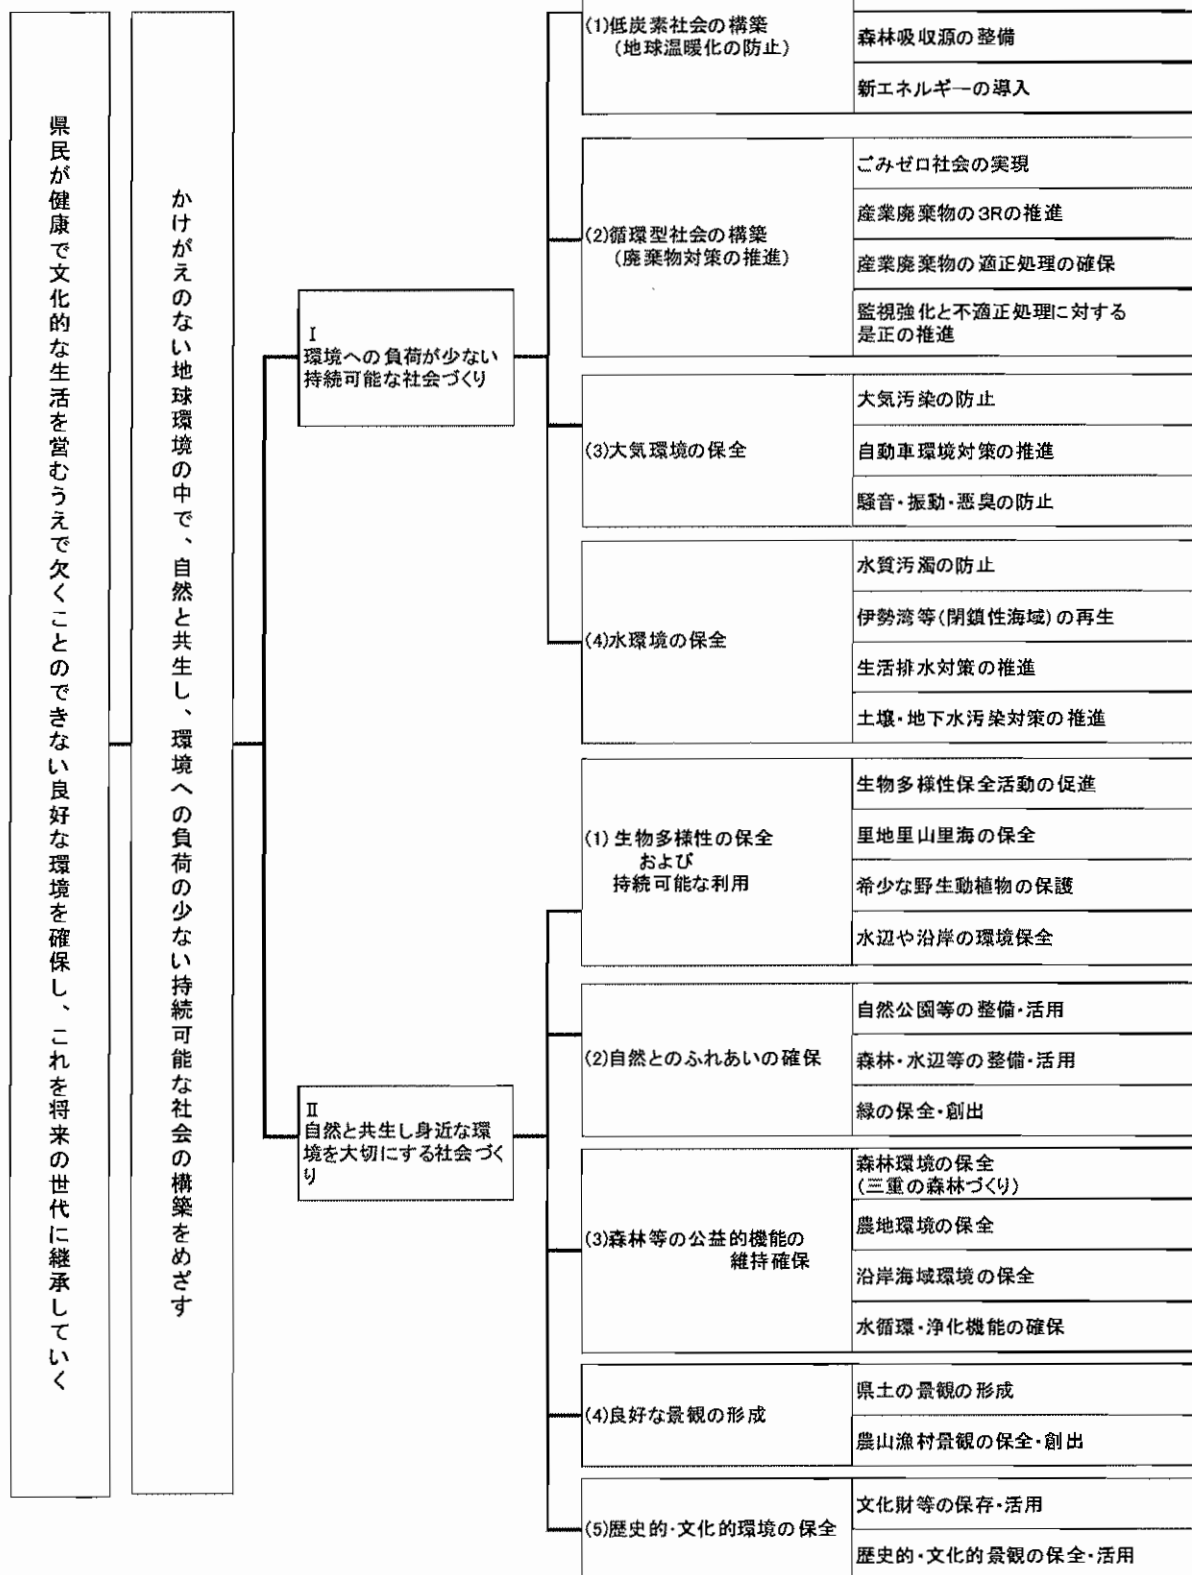 県民が健康で文化的な生活を営むうえで欠くことのできない良好な環境を確保し、これを将来の世代に継承していく
かけがえのない地球環境の中で、自然と共生し、環境への負荷の少ない持続可能な社会の構築をめざす
Ⅰ
環境への負荷が少ない
持続可能な社会づくり
(1)低炭素社会の構築
(地球温暖化の防止)
森林吸収源の整備
新エネルギーの導入
(2)循環型社会の構築
(廃棄物対策の推進)
ごみゼロ社会の実現
産業廃棄物の3Rの推進
産業廃棄物の適正処理の確保
監視強化と不適正処理に対する
是正の推進
(3)大気環境の保全
大気汚染の防止
自動車環境対策の推進
騒音・振動・悪臭の防止
(4)水環境の保全
水質汚濁の防止
伊勢湾等(閉鎖性海域)の再生
生活排水対策の推進
土壌・地下水汚染対策の推進
Ⅱ
自然と共生し身近な環
境を大切にする社会づく
り
(1)生物多様性の保全
および
持続可能な利用
生物多様性保全活動の促進
里地里山里海の保全
希少な野生動植物の保護
水辺や沿岸の環境保全
(2)自然とのふれあいの確保
自然公園等の整備・活用
森林・水辺等の整備・活用
緑の保全・創出
(3)森林等の公益的機能の
維持確保
森林環境の保全
(三重の森林づくり)
農地環境の保全
沿岸海域環境の保全
水循環・浄化機能の確保
(4)良好な景観の形成
県土の景観の形成
農山漁村景観の保全・創出
(5)歴史的・文化的環境の保全
文化財等の保存・活用
歴史的・文化的景観の保全・活用